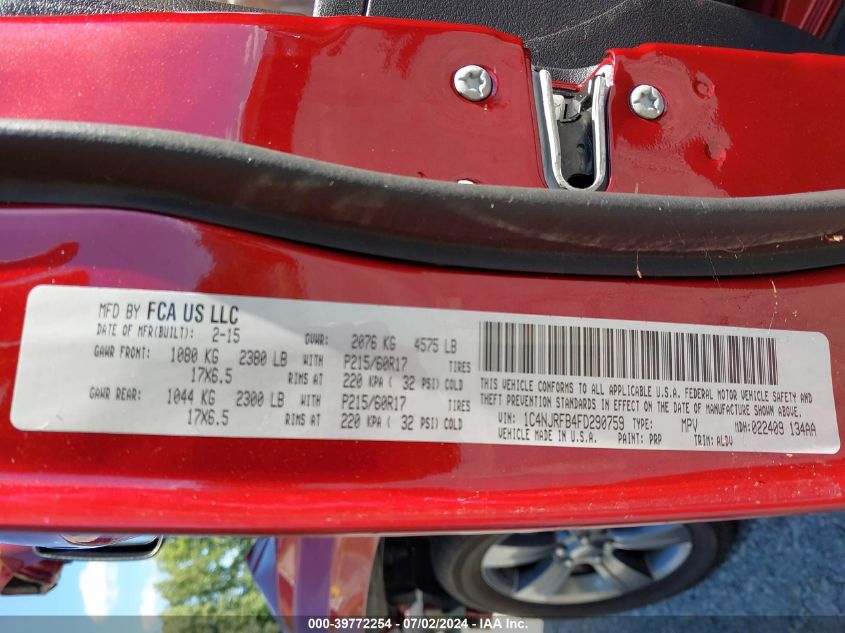 MFD BY FCA US LLC
DATE OF MFR(BUILT): 2-15 GVWR: 2076 KG 4575 LB
GAWR FRONT: 1080 KG 2380 LB WITH P215/60R17 TIRES
17X6.5 RIMS AT 220 KPA ( 32 PSI) COLD
GAWR REAR: 1044 KG 2300 LB WITH P215/60R17 TIRES
17X6.5 RIMS AT 220 KPA ( 32 PSI) COLD
THIS VEHICLE CONFORMS TO ALL APPLICABLE U.S.A. FEDERAL MOTOR VEHICLE SAFETY AND
THEFT PREVENTION STANDARDS IN EFFECT ON THE DATE OF MANUFACTURE SHOWN ABOVE.
VIN: 1C4NJRFB4FD290759 TYPE: MPV MDH: 022409 134AA
VEHICLE MADE IN U.S.A. PAINT: PRP TRIM: ALDV
000-39772254 - 07/02/2024 - IAA Inc.